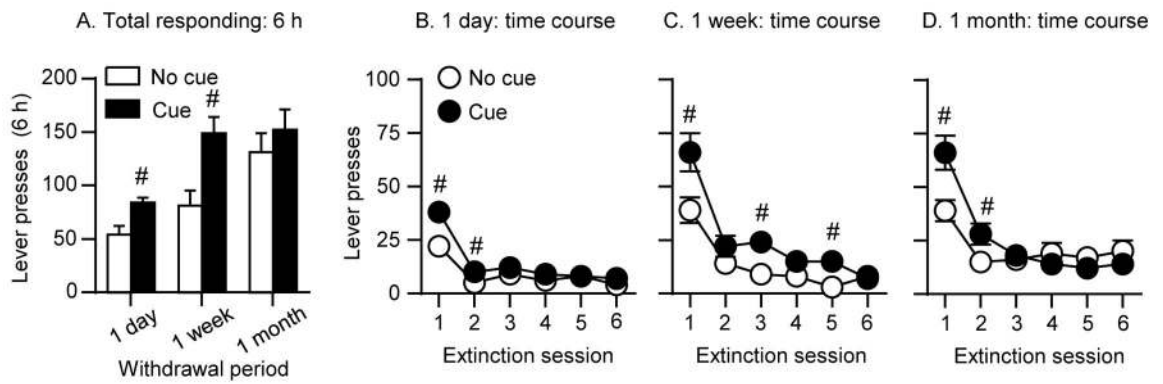 A. Total responding: 6 h
B. 1 day: time course
C. 1 week: time course
D. 1 month: time course
Lever presses (6 h)
200
150
100
50
0
No cue
Cue
#
#
1 day
1 week
1 month
Withdrawal period
Lever presses
100
75
50
25
0
No cue
Cue
#
#
1 2 3 4 5 6
Extinction session
#
#
#
1 2 3 4 5 6
Extinction session
#
#
1 2 3 4 5 6
Extinction session